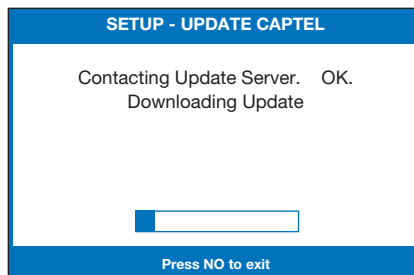 SETUP - UPDATE CAPTEL
Contacting Update Server. OK.
Downloading Update
Press NO to exit